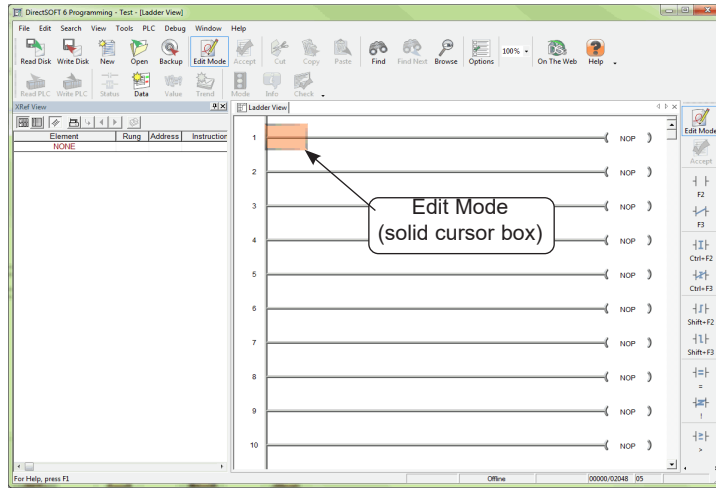 DirectSOFT 6 Programming - Test - [Ladder View]
File Edit Search View Tools PLC Debug Window Help
Read Disk Write Disk New Open Backup Edit Mode Accept Cut Copy Paste Find Find Next Browse Options 100% On The Web Help
Read PLC Write PLC Status Data Value Trend Mode Info Check
XRef View
Element Rung Address Instruction
NONE
Ladder View
1 NOP
2 NOP
3 NOP
4 NOP
5 NOP
6 NOP
7 NOP
8 NOP
9 NOP
10 NOP
Edit Mode
(solid cursor box)
Edit Mode
Accept
F2
F3
Ctrl+F2
Ctrl+F3
Shift+F2
Shift+F3
=
!
>
For Help, press F1 Offline 00000/02048 05